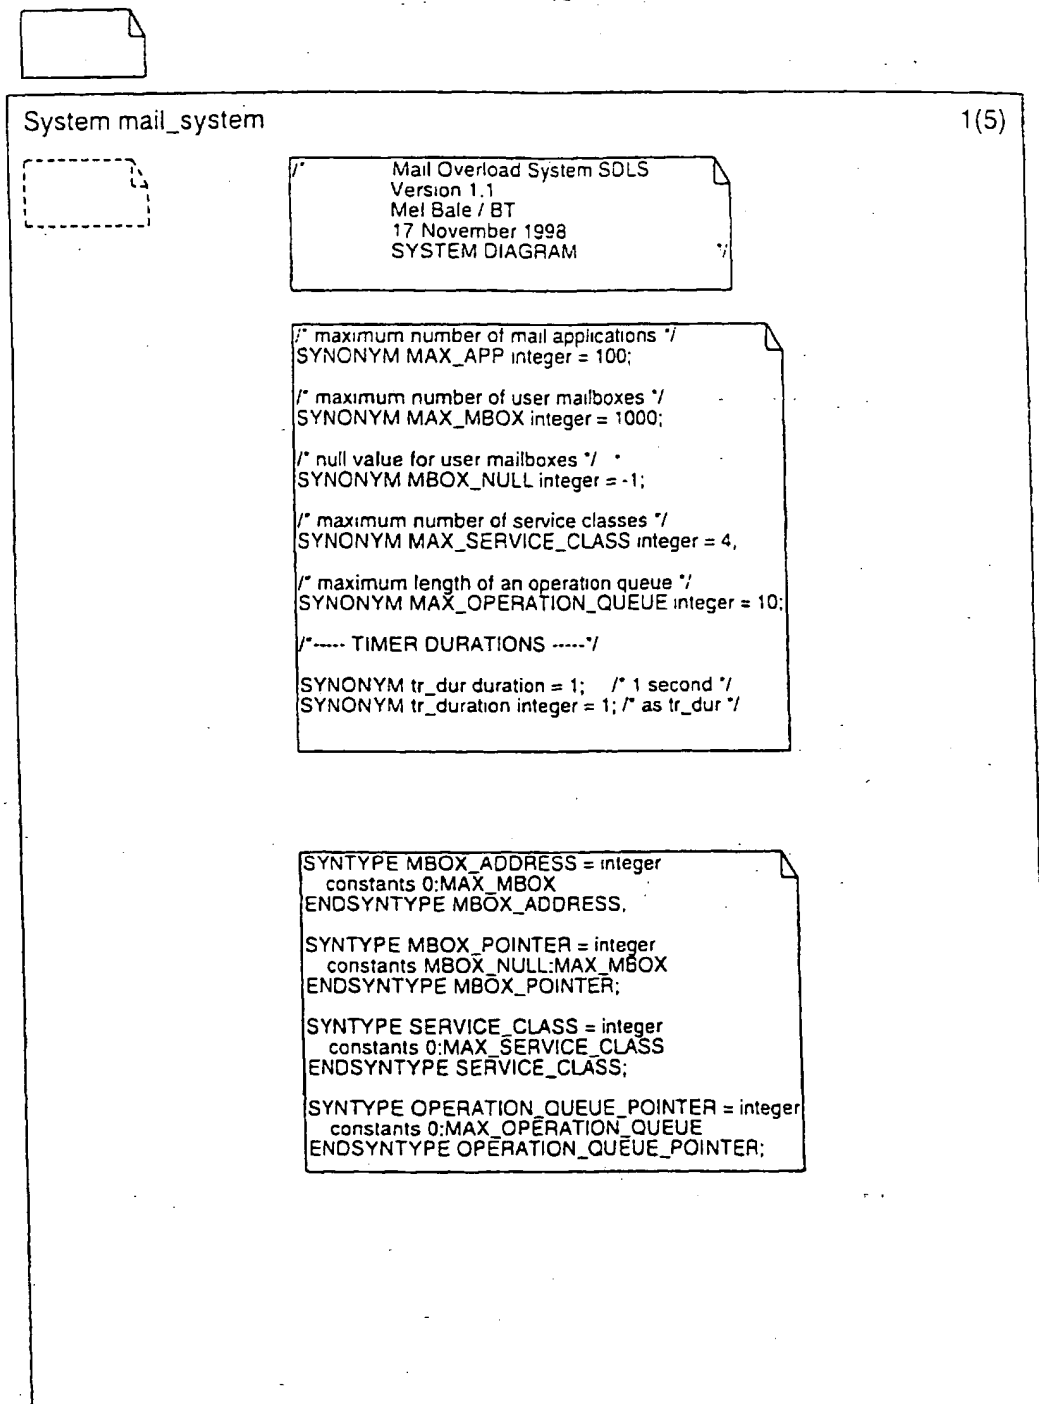 System mail_system
1(5)
/* Mail Overload System SDLS
Version 1.1
Mel Bale / BT
17 November 1998
SYSTEM DIAGRAM */
/* maximum number of mail applications */
SYNONYM MAX_APP integer = 100;
/* maximum number of user mailboxes */
SYNONYM MAX_MBOX integer = 1000;
/* null value for user mailboxes */
SYNONYM MBOX_NULL integer = -1;
/* maximum number of service classes */
SYNONYM MAX_SERVICE_CLASS integer = 4,
/* maximum length of an operation queue */
SYNONYM MAX_OPERATION_QUEUE integer = 10;
/*----- TIMER DURATIONS -----*/
SYNONYM tr_dur duration = 1; /* 1 second */
SYNONYM tr_duration integer = 1; /* as tr_dur */
SYNTYPE MBOX_ADDRESS = integer
constants 0:MAX_MBOX
ENDSYNTYPE MBOX_ADDRESS,
SYNTYPE MBOX_POINTER = integer
constants MBOX_NULL:MAX_MBOX
ENDSYNTYPE MBOX_POINTER;
SYNTYPE SERVICE_CLASS = integer
constants 0:MAX_SERVICE_CLASS
ENDSYNTYPE SERVICE_CLASS;
SYNTYPE OPERATION_QUEUE_POINTER = integer
constants 0:MAX_OPERATION_QUEUE
ENDSYNTYPE OPERATION_QUEUE_POINTER;